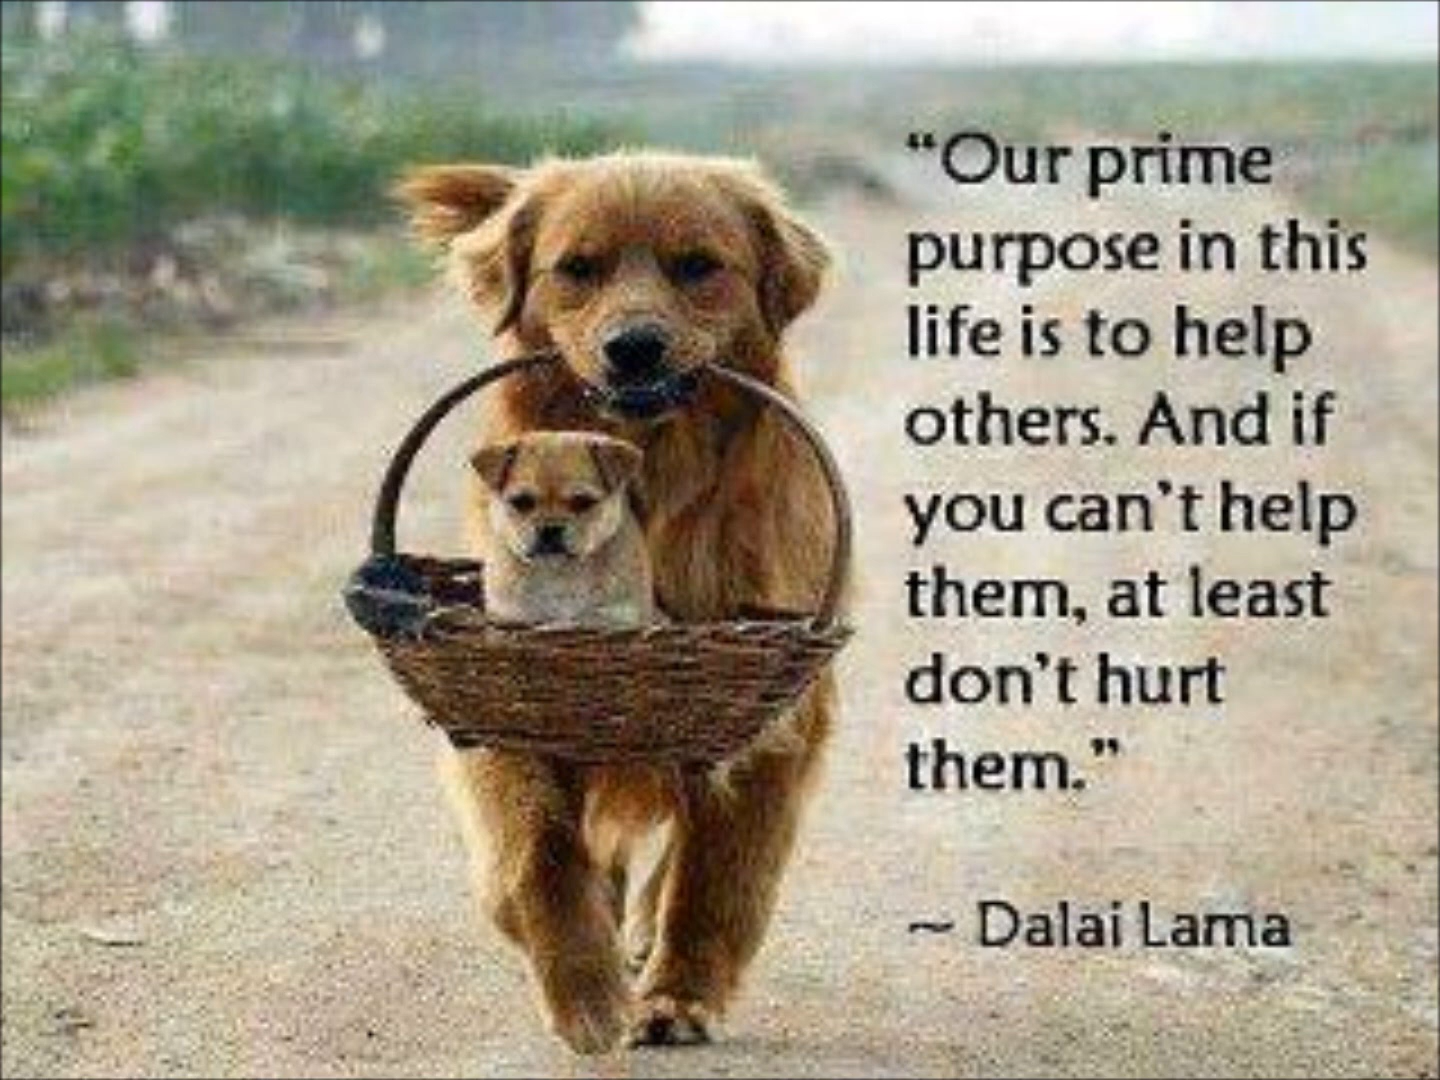 “Our prime
purpose in this
life is to help
others. And if
you can’t help
them, at least
don’t hurt
them.”
~ Dalai Lama